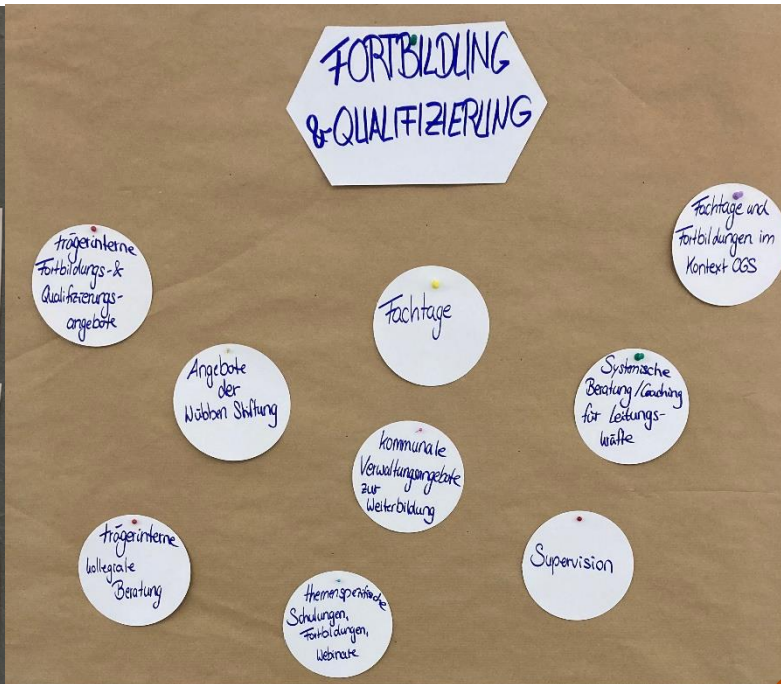 FORTBILDUNG
& QUALIFIZIERUNG
trägerinterne
Fortbildungs- &
Qualifizierungs-
angebote
Fachtage und
Fortbildungen im
Kontext OGS
Fachtage
Angebote
der
Wübben Stiftung
Systemische
Beratung/Coaching
für Leitungs-
kräfte
kommunale
Verwaltungsangebote
zur
Weiterbildung
trägerinterne
kollegiale
Beratung
Supervision
themenspezifische
Schulungen,
Fortbildungen,
Webinare